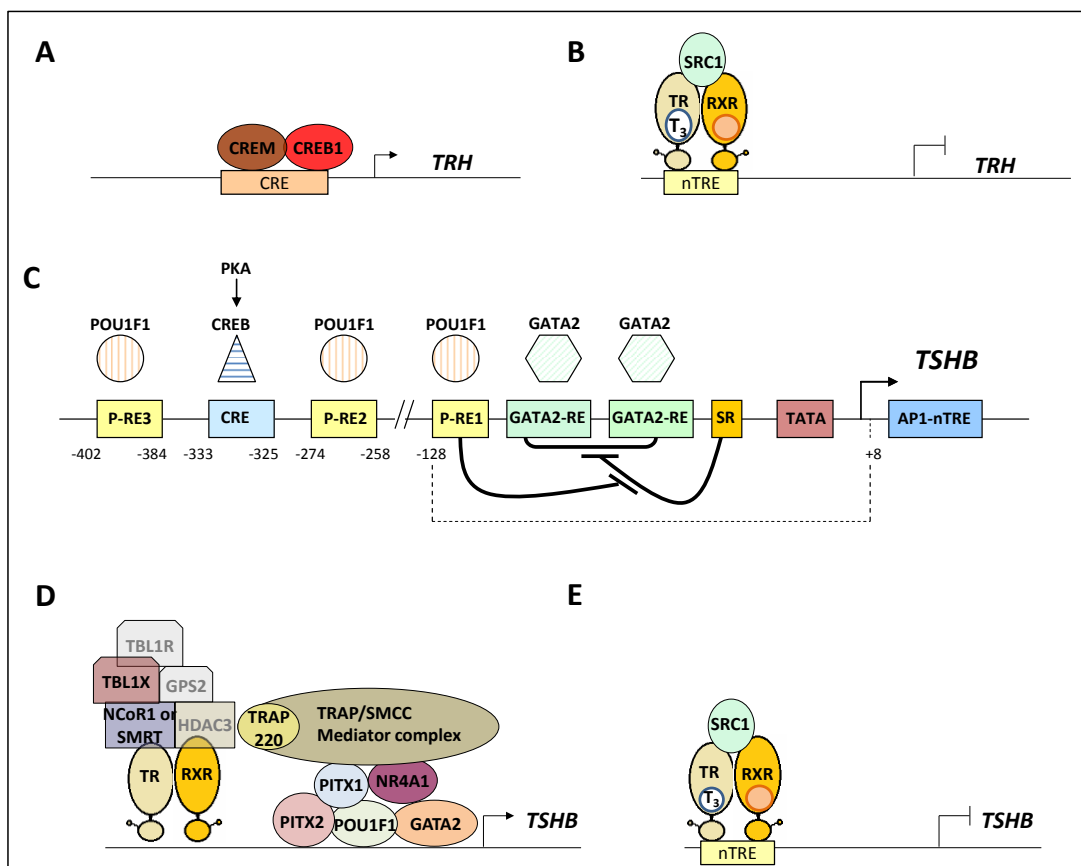 A
CREM
CREB1
CRE
TRH
B
SRC1
TR
RXR
T3
nTRE
TRH
C
PKA
POU1F1
CREB
POU1F1
POU1F1
GATA2
GATA2
TSHB
P-RE3
CRE
P-RE2
P-RE1
GATA2-RE
GATA2-RE
SR
TATA
AP1-nTRE
-402
-384
-333
-325
-274
-258
-128
+8
D
TBL1R
TBL1X
GPS2
NCoR1 or
SMRT
HDAC3
TR
RXR
TRAP
220
TRAP/SMCC
Mediator complex
PITX1
NR4A1
PITX2
POU1F1
GATA2
TSHB
E
SRC1
TR
RXR
T3
nTRE
TSHB